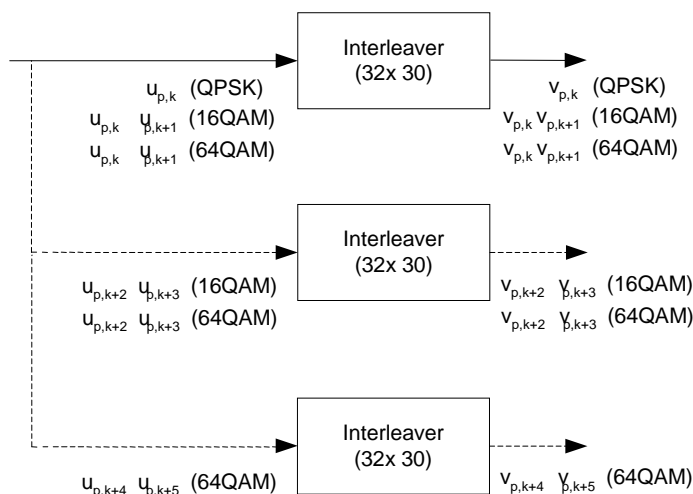 Interleaver
(32x 30)
u_{p,k} (QPSK)
u_{p,k} u_{p,k+1} (16QAM)
u_{p,k} u_{p,k+1} (64QAM)
v_{p,k} (QPSK)
v_{p,k} v_{p,k+1} (16QAM)
v_{p,k} v_{p,k+1} (64QAM)
Interleaver
(32x 30)
u_{p,k+2} u_{p,k+3} (16QAM)
u_{p,k+2} u_{p,k+3} (64QAM)
v_{p,k+2} v_{p,k+3} (16QAM)
v_{p,k+2} v_{p,k+3} (64QAM)
Interleaver
(32x 30)
u_{p,k+4} u_{p,k+5} (64QAM)
v_{p,k+4} v_{p,k+5} (64QAM)